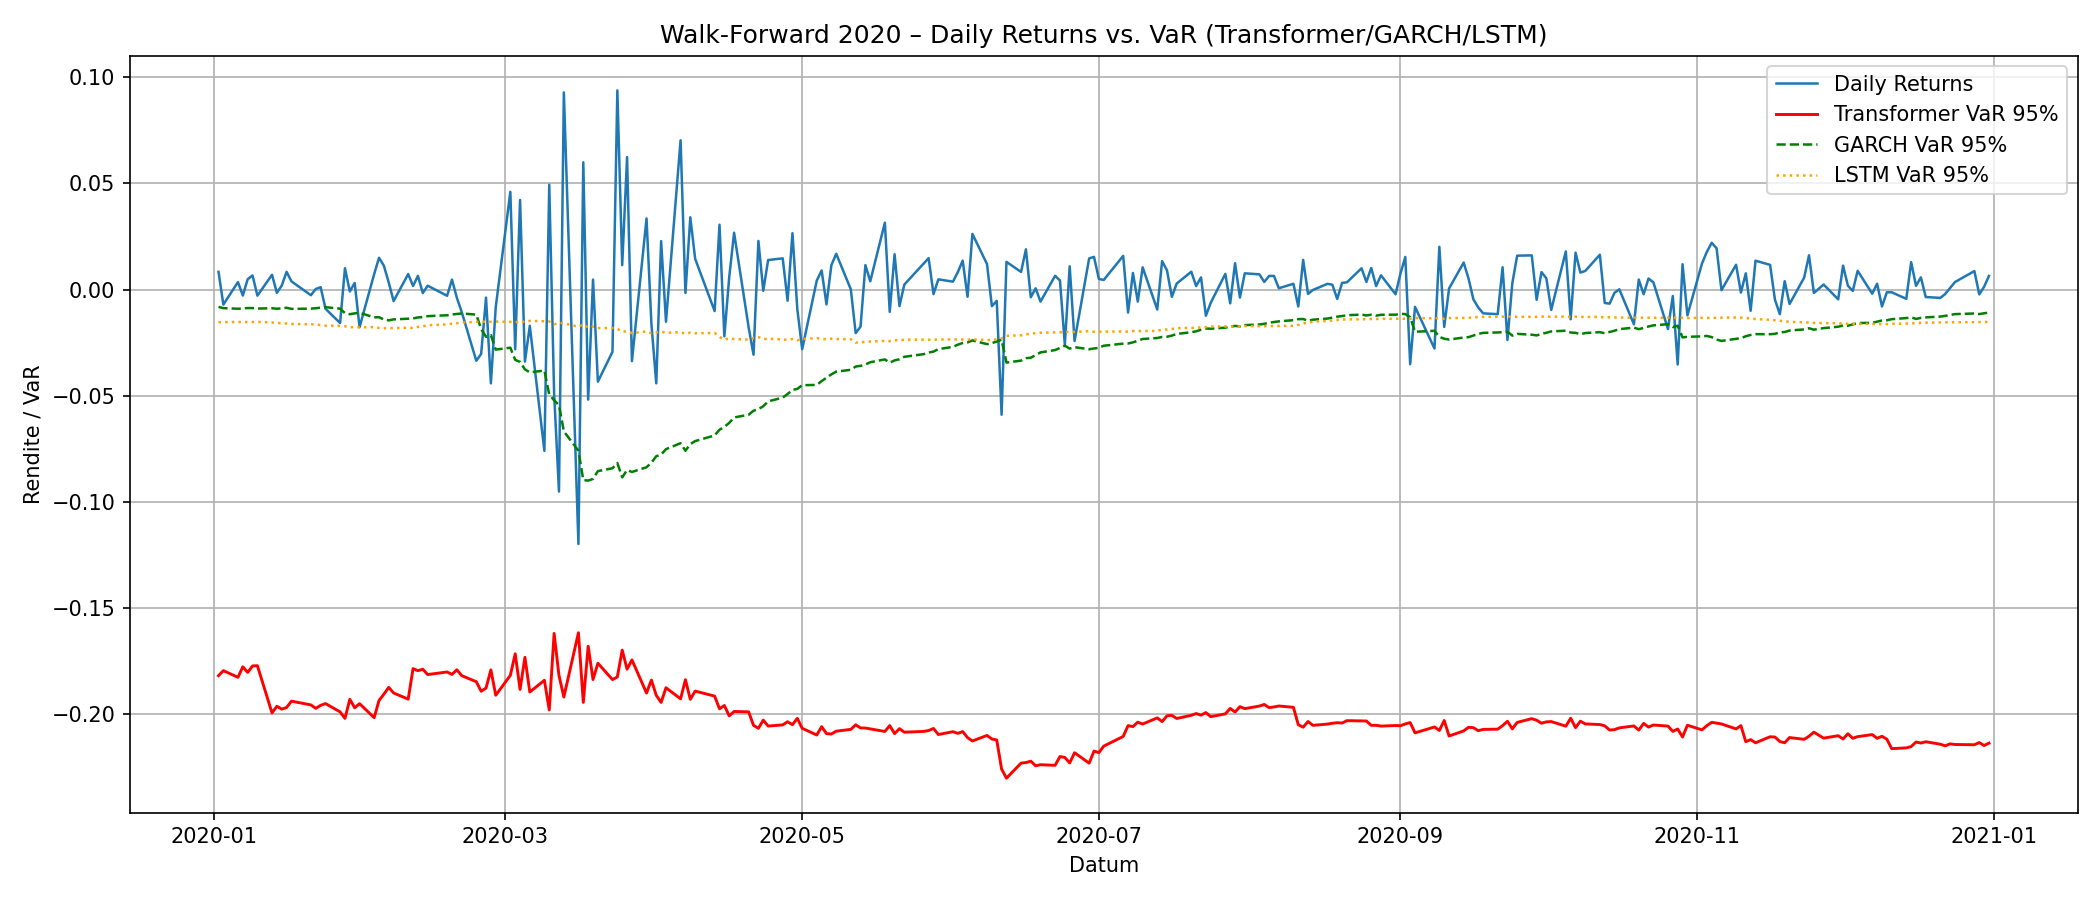 Walk-Forward 2020 – Daily Returns vs. VaR (Transformer/GARCH/LSTM)
Daily Returns
Transformer VaR 95%
GARCH VaR 95%
LSTM VaR 95%
Rendite / VaR
0.10
0.05
0.00
−0.05
−0.10
−0.15
−0.20
2020-01
2020-03
2020-05
2020-07
2020-09
2020-11
2021-01
Datum